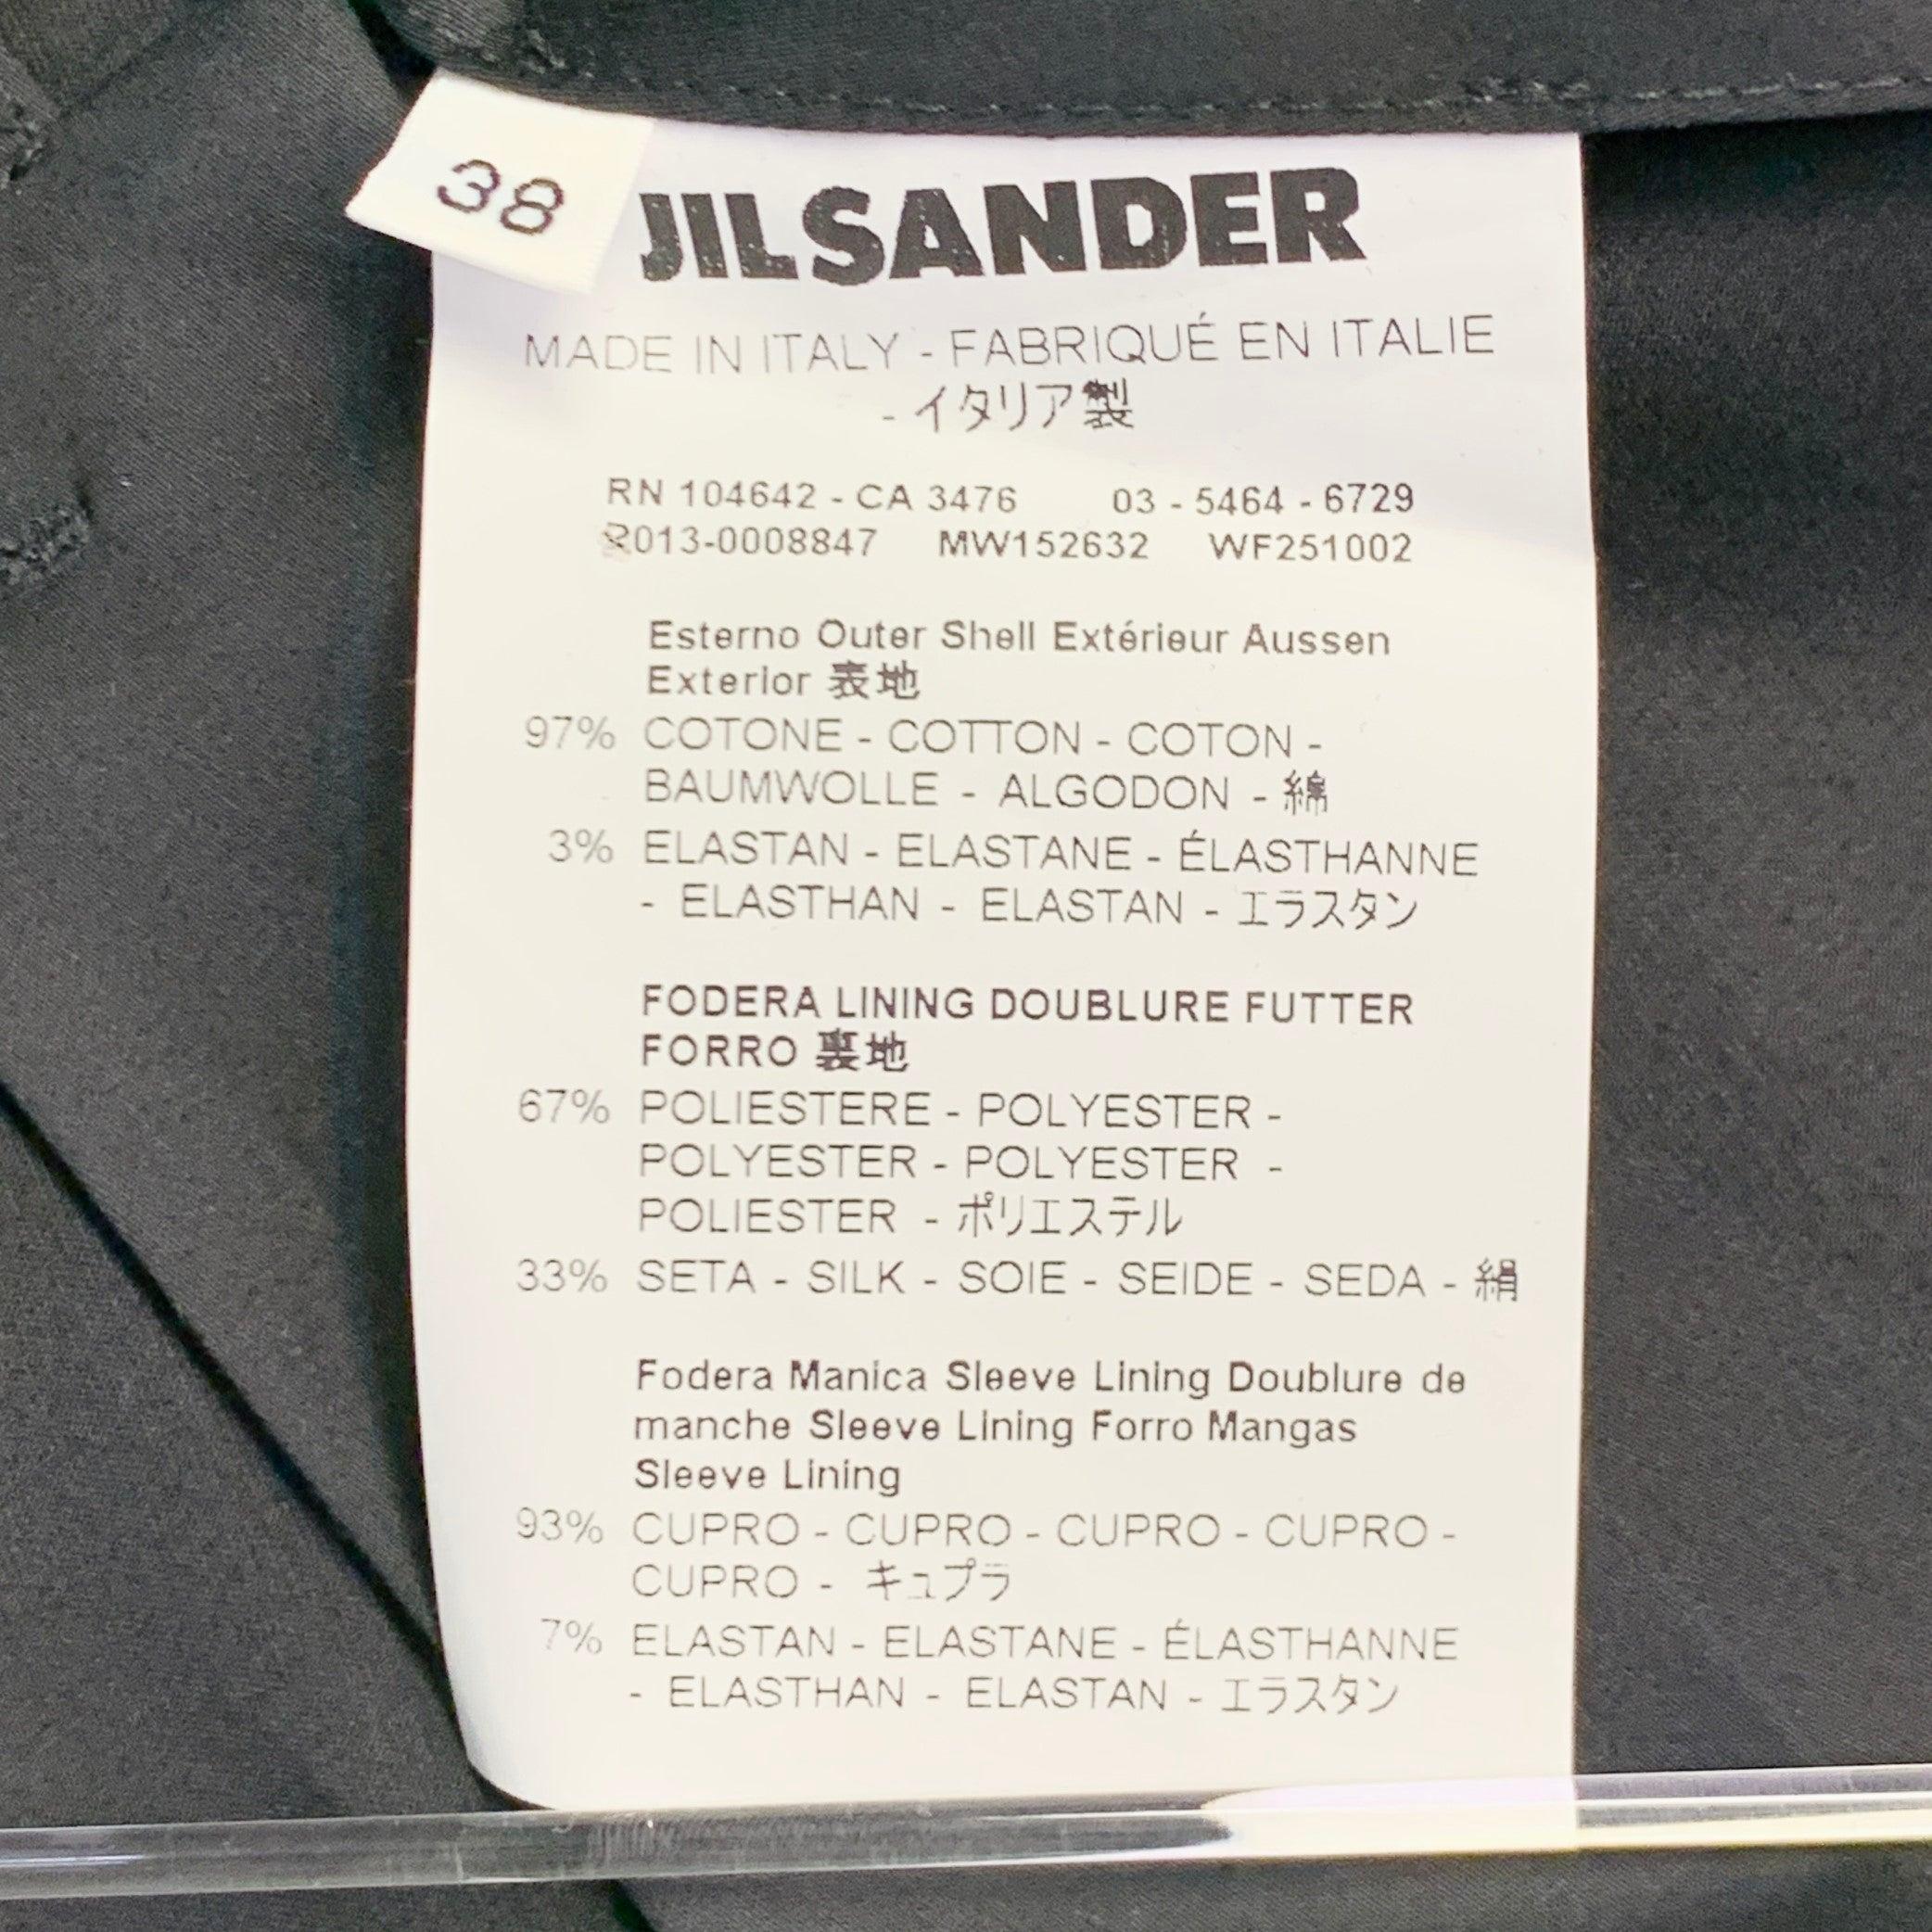 38
JIL SANDER
MADE IN ITALY - FABRIQUÉ EN ITALIE
- イタリア製
RN 104642 - CA 3476 03 - 5464 - 6729
2013-0008847 MW152632 WF251002
Esterno Outer Shell Extérieur Aussen
Exterior 表地
97% COTONE - COTTON - COTON -
BAUMWOLLE - ALGODON - 綿
3% ELASTAN - ELASTANE - ÉLASTHANNE
- ELASTHAN - ELASTAN - エラスタン
FODERA LINING DOUBLURE FUTTER
FORRO 裏地
67% POLIESTERE - POLYESTER -
POLYESTER - POLYESTER -
POLIESTER - ポリエステル
33% SETA - SILK - SOIE - SEIDE - SEDA - 絹
Fodera Manica Sleeve Lining Doublure de
manche Sleeve Lining Forro Mangas
Sleeve Lining
93% CUPRO - CUPRO - CUPRO - CUPRO -
CUPRO - キュプラ
7% ELASTAN - ELASTANE - ÉLASTHANNE
- ELASTHAN - ELASTAN - エラスタン